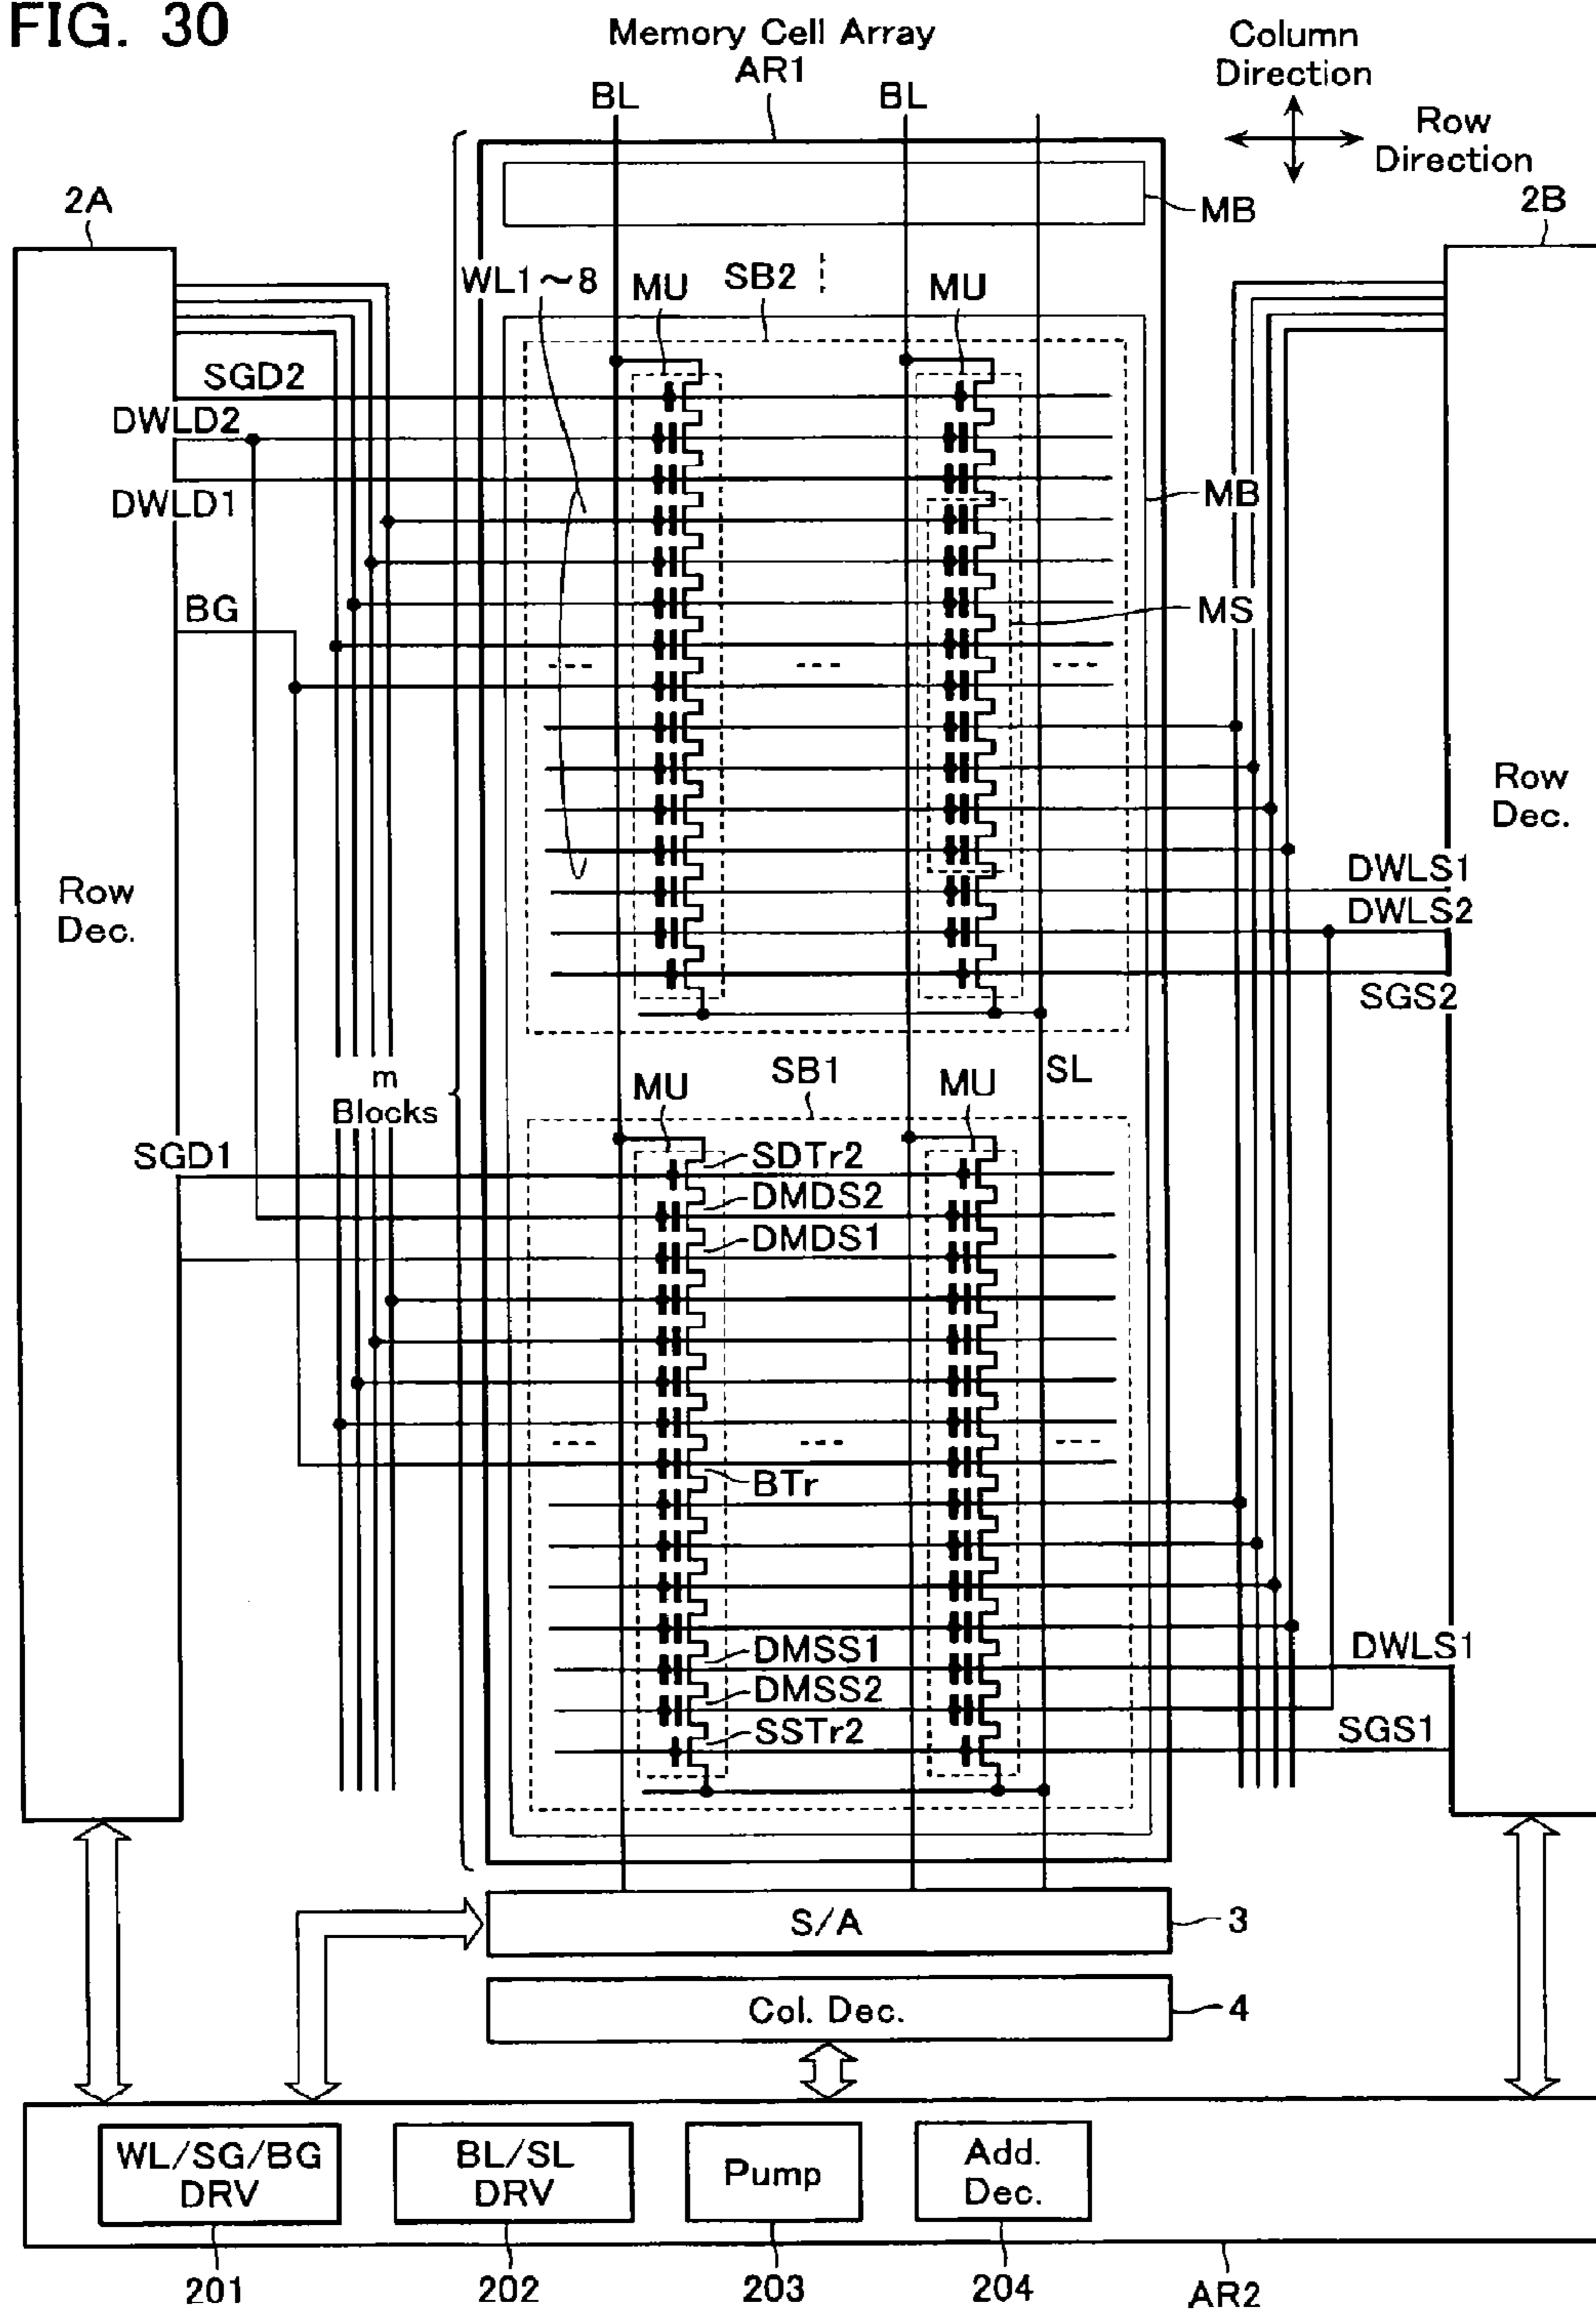 FIG. 30
Memory Cell Array
AR1
Column
Direction
Row
Direction
BL
BL
2A
2B
MB
WL1~8
MU
SB2
MU
SGD2
DWLD2
DWLD1
MB
BG
MS
Row
Dec.
Row
Dec.
DWLS1
DWLS2
SGS2
m
Blocks
MU
SB1
MU
SL
SGD1
SDTr2
DMDS2
DMDS1
BTr
DMSS1
DWLS1
DMSS2
SSTr2
SGS1
S/A
3
Col. Dec.
4
WL/SG/BG
DRV
BL/SL
DRV
Pump
Add.
Dec.
201
202
203
204
AR2